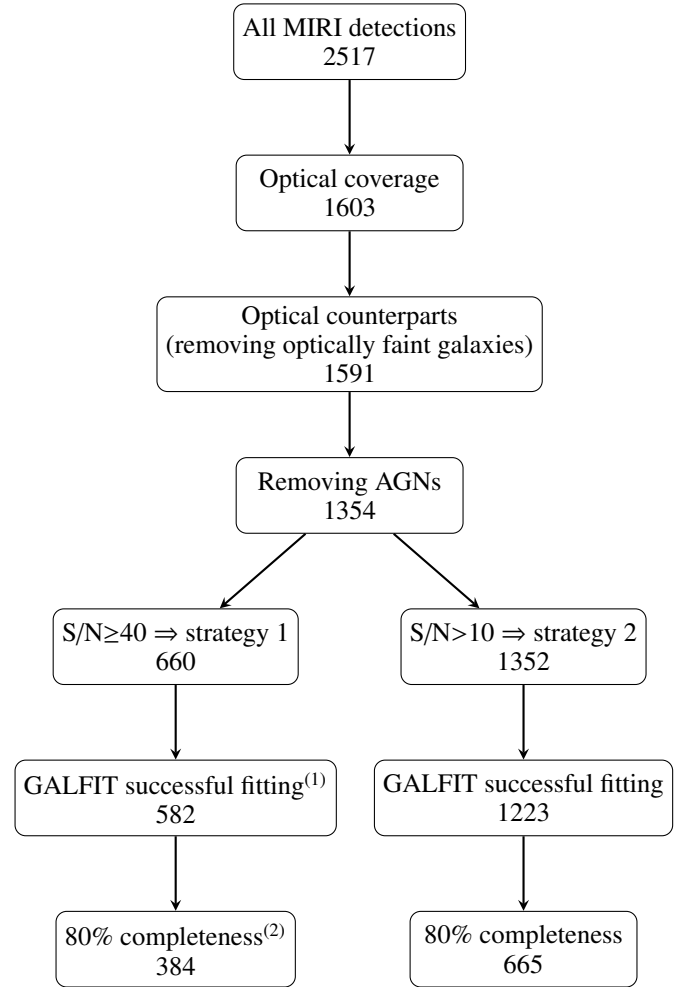 All MIRI detections
2517
Optical coverage
1603
Optical counterparts
(removing optically faint galaxies)
1591
Removing AGNs
1354
S/N≥40 ⇒ strategy 1
660
S/N>10 ⇒ strategy 2
1352
GALFIT successful fitting(1)
582
GALFIT successful fitting
1223
80% completeness(2)
384
80% completeness
665